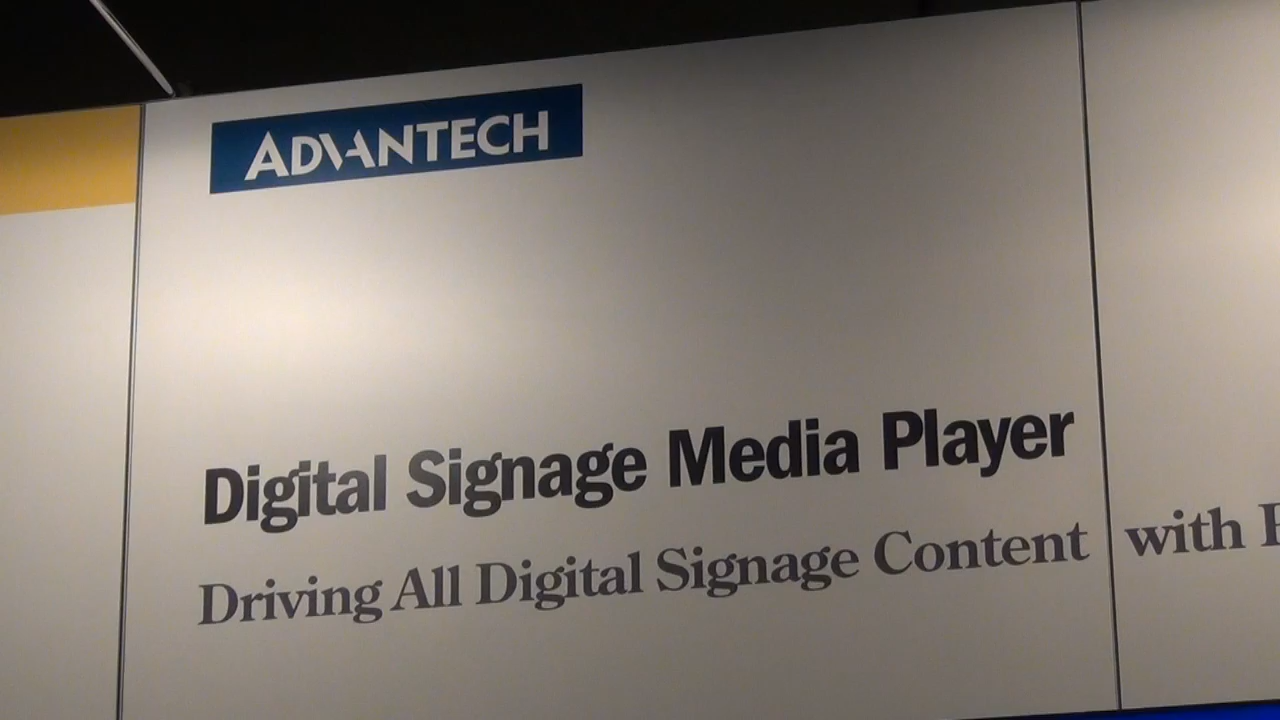 ADVANTECH
Digital Signage Media Player
Driving All Digital Signage Content with